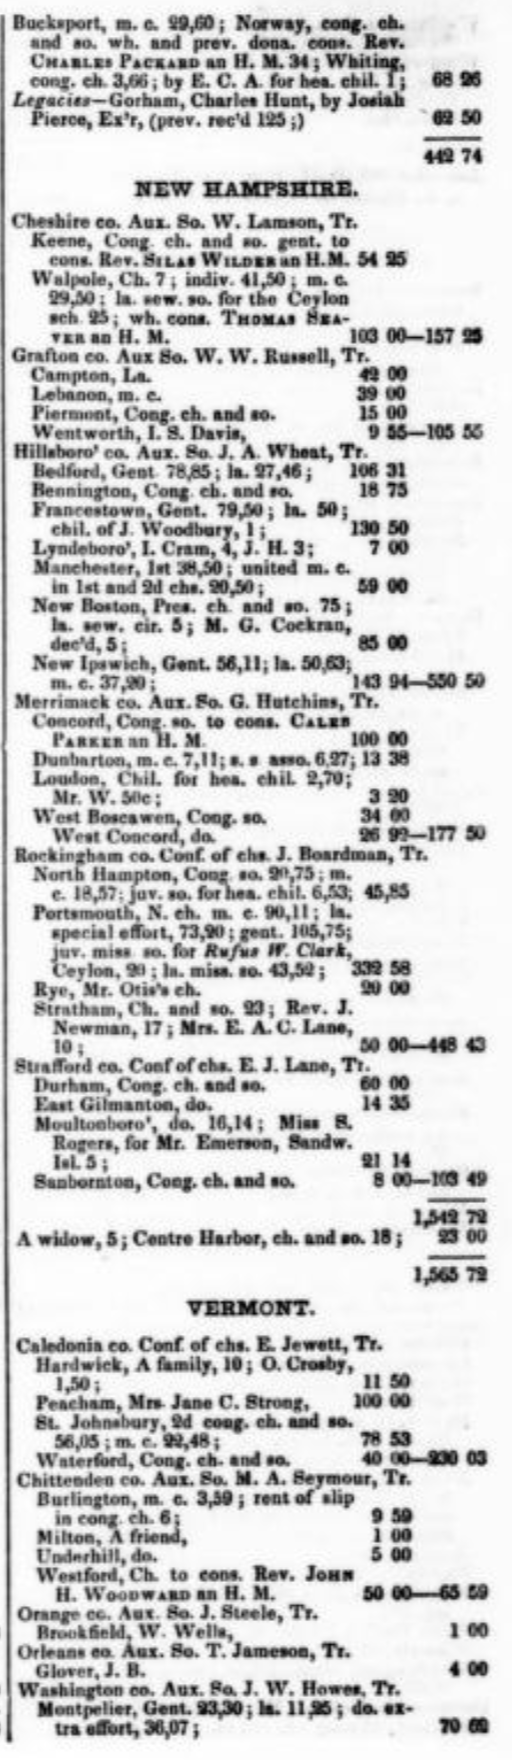 Bucksport, m. c. 29,60; Norway, cong. ch.
and so. wh. and prev. dona. cons. Rev.
CHARLES PACKARD an H. M. 34; Whiting,
cong. ch. 3,66; by E. C. A. for hea. chil. 1; 68 26
Legacies—Gorham, Charles Hunt, by Josiah
Pierce, Ex'r, (prev. rec'd 125;) 62 50
442 74
NEW HAMPSHIRE.
Cheshire co. Aux. So. W. Lamson, Tr.
Keene, Cong. ch. and so. gent. to
cons. Rev. SILAS WILDER an H.M. 54 25
Walpole, Ch. 7; indiv. 41,50; m. c.
29,50; la. sew. so. for the Ceylon
sch. 25; wh. cons. THOMAS SEA-
VER an H. M. 103 00—157 25
Grafton co. Aux So. W. W. Russell, Tr.
Campton, La. 42 00
Lebanon, m. c. 39 00
Piermont, Cong. ch. and so. 15 00
Wentworth, I. S. Davis, 9 55—105 55
Hillsboro' co. Aux. So. J. A. Wheat, Tr.
Bedford, Gent. 78,85; la. 27,46; 106 31
Bennington, Cong. ch. and so. 18 75
Francestown, Gent. 79,50; la. 50;
chil. of J. Woodbury, 1; 130 50
Lyndeboro', I. Cram, 4, J. H. 3; 7 00
Manchester, 1st 38,50; united m. c.
in 1st and 2d chs. 20,50; 59 00
New Boston, Pres. ch. and so. 75;
la. sew. cir. 5; M. G. Cockran,
dec'd, 5; 85 00
New Ipswich, Gent. 56,11; la. 50,63;
m. c. 37,20; 143 94—550 50
Merrimack co. Aux. So. G. Hutchins, Tr.
Concord, Cong. so. to cons. CALEB
PARKER an H. M. 100 00
Dunbarton, m. c. 7,11; s. s asso. 6,27; 13 38
Loudon, Chil. for hea. chil. 2,70;
Mr. W. 50c; 3 20
West Boscawen, Cong. so. 34 00
West Concord, do. 26 92—177 50
Rockingham co. Conf. of chs. J. Boardman, Tr.
North Hampton, Cong. so. 20,75; m.
c. 18,57; juv. so. for hea. chil. 6,53; 45,85
Portsmouth, N. ch. m. c. 90,11; la.
special effort, 73,20; gent. 105,75;
juv. miss. so. for Rufus W. Clark,
Ceylon, 20; la. miss. so. 43,52; 332 58
Rye, Mr. Otis's ch. 20 00
Stratham, Ch. and so. 23; Rev. J.
Newman, 17; Mrs. E. A. C. Lane,
10; 50 00—448 43
Strafford co. Conf of chs. E. J. Lane, Tr.
Durham, Cong. ch. and so. 60 00
East Gilmanton, do. 14 35
Moultonboro', do. 16,14; Miss S.
Rogers, for Mr. Emerson, Sandw.
Isl. 5; 21 14
Sanbornton, Cong. ch. and so. 8 00—103 49
1,542 72
A widow, 5; Centre Harbor, ch. and so. 18; 23 00
1,565 72
VERMONT.
Caledonia co. Conf. of chs. E. Jewett, Tr.
Hardwick, A family, 10; O. Crosby,
1,50; 11 50
Peacham, Mrs. Jane C. Strong, 100 00
St. Johnsbury, 2d cong. ch. and so.
56,05; m. c. 22,48; 78 53
Waterford, Cong. ch. and so. 40 00—230 03
Chittenden co. Aux. So. M. A. Seymour, Tr.
Burlington, m. c. 3,59; rent of slip
in cong. ch. 6; 9 59
Milton, A friend, 1 00
Underhill, do. 5 00
Westford, Ch. to cons. Rev. JOHN
H. WOODWARD an H. M. 50 00—65 59
Orange co. Aux. So. J. Steele, Tr.
Brookfield, W. Wells, 1 00
Orleans co. Aux. So. T. Jameson, Tr.
Glover, J. B. 4 00
Washington co. Aux. So. J. W. Howes, Tr.
Montpelier, Gent. 23,30; la. 11,25; do. ex-
tra effort, 36,07; 70 62